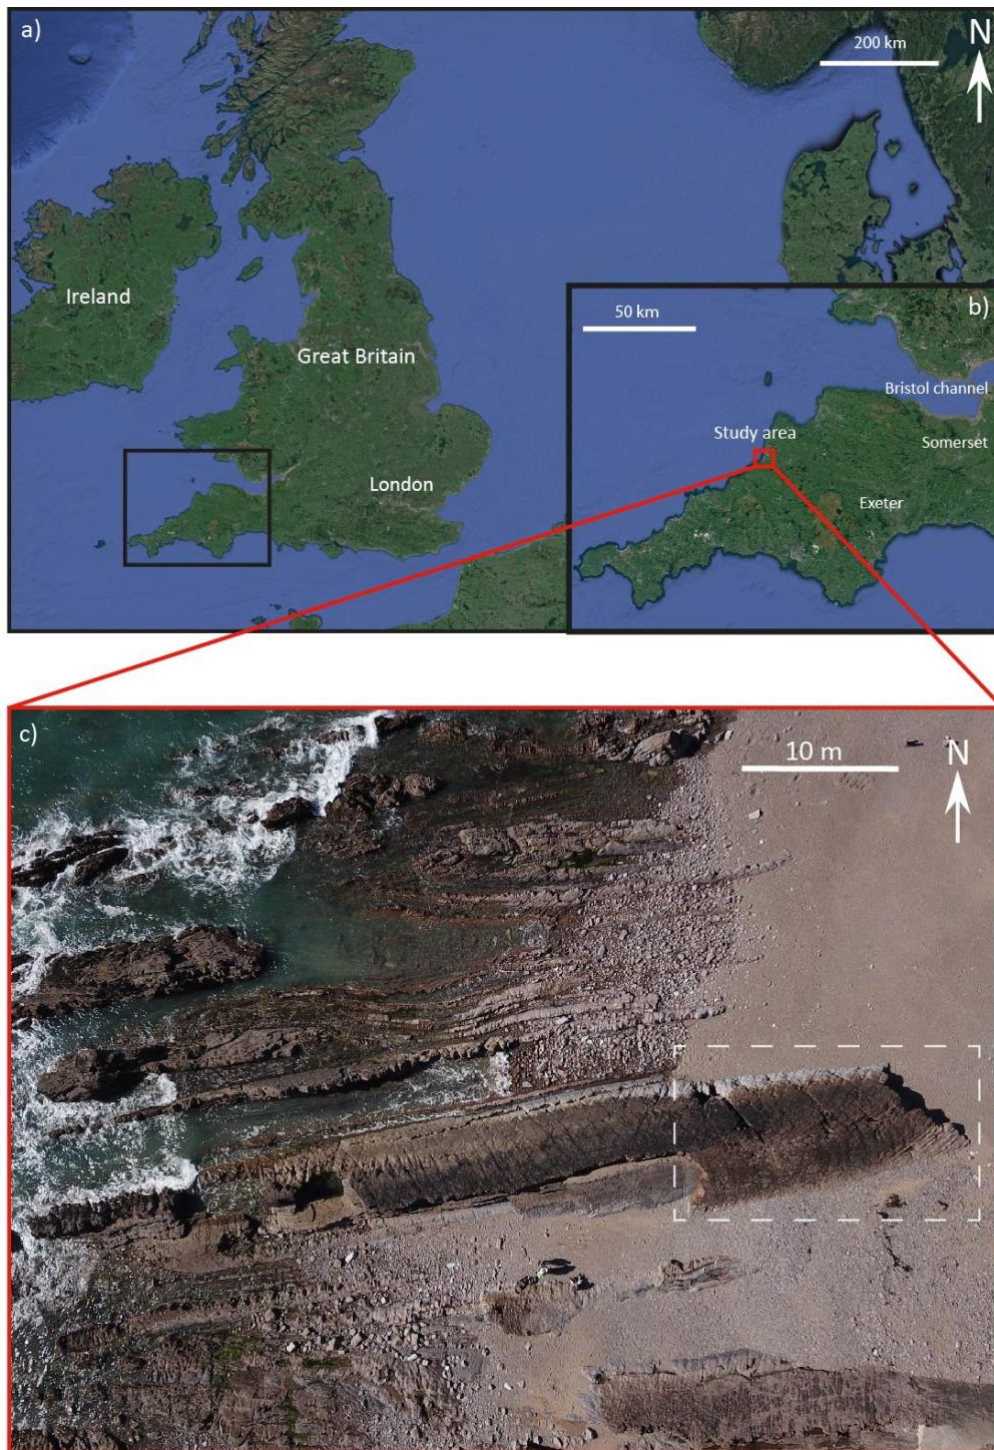 a)
200 km
N
Ireland
Great Britain
London
b)
50 km
Bristol channel
Study area
Somerset
Exeter
c)
10 m
N